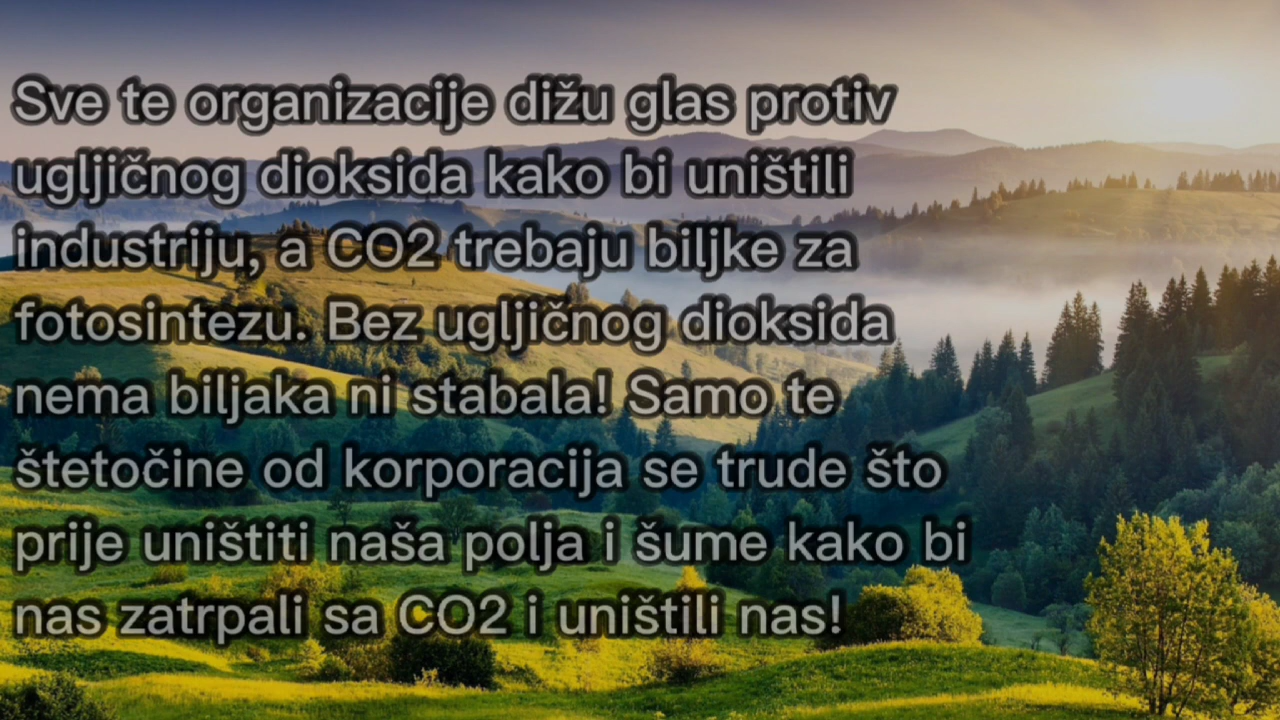 Sve te organizacije dižu glas protiv
ugljičnog dioksida kako bi uništili
industriju, a CO2 trebaju biljke za
fotosintezu. Bez ugljičnog dioksida
nema biljaka ni stabala! Samo te
štetočine od korporacija se trude što
prije uništiti naša polja i šume kako bi
nas zatrpali sa CO2 i uništili nas!